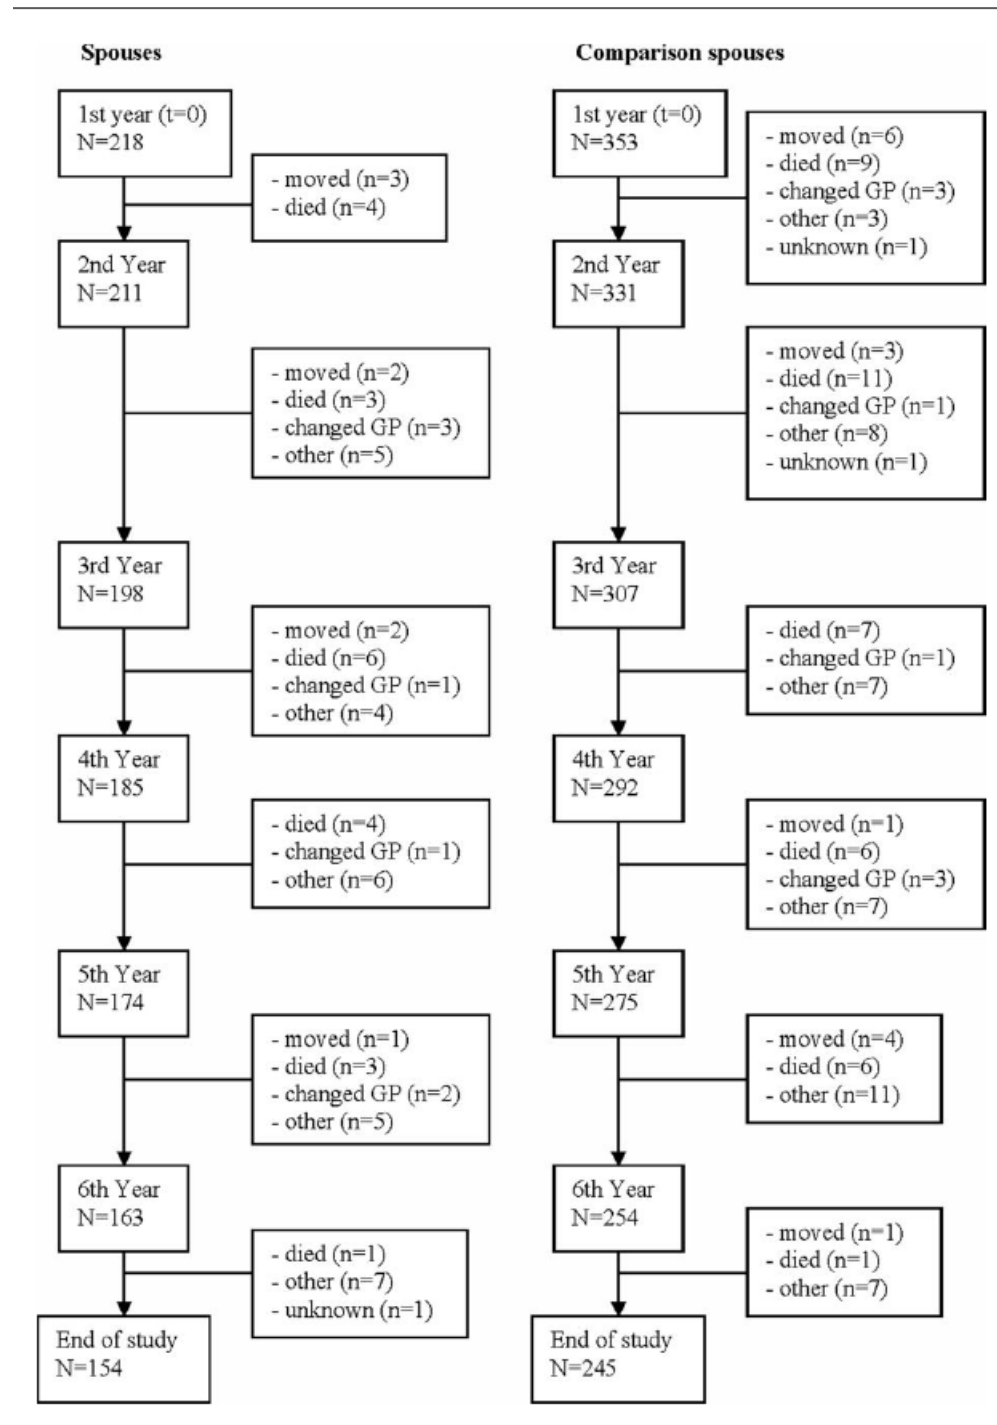 Spouses
1st year (t=0)
N=218
- moved (n=3)
- died (n=4)
2nd Year
N=211
- moved (n=2)
- died (n=3)
- changed GP (n=3)
- other (n=5)
3rd Year
N=198
- moved (n=2)
- died (n=6)
- changed GP (n=1)
- other (n=4)
4th Year
N=185
- died (n=4)
- changed GP (n=1)
- other (n=6)
5th Year
N=174
- moved (n=1)
- died (n=3)
- changed GP (n=2)
- other (n=5)
6th Year
N=163
- died (n=1)
- other (n=7)
- unknown (n=1)
End of study
N=154
Comparison spouses
1st year (t=0)
N=353
- moved (n=6)
- died (n=9)
- changed GP (n=3)
- other (n=3)
- unknown (n=1)
2nd Year
N=331
- moved (n=3)
- died (n=11)
- changed GP (n=1)
- other (n=8)
- unknown (n=1)
3rd Year
N=307
- died (n=7)
- changed GP (n=1)
- other (n=7)
4th Year
N=292
- moved (n=1)
- died (n=6)
- changed GP (n=3)
- other (n=7)
5th Year
N=275
- moved (n=4)
- died (n=6)
- other (n=11)
6th Year
N=254
- moved (n=1)
- died (n=1)
- other (n=7)
End of study
N=245